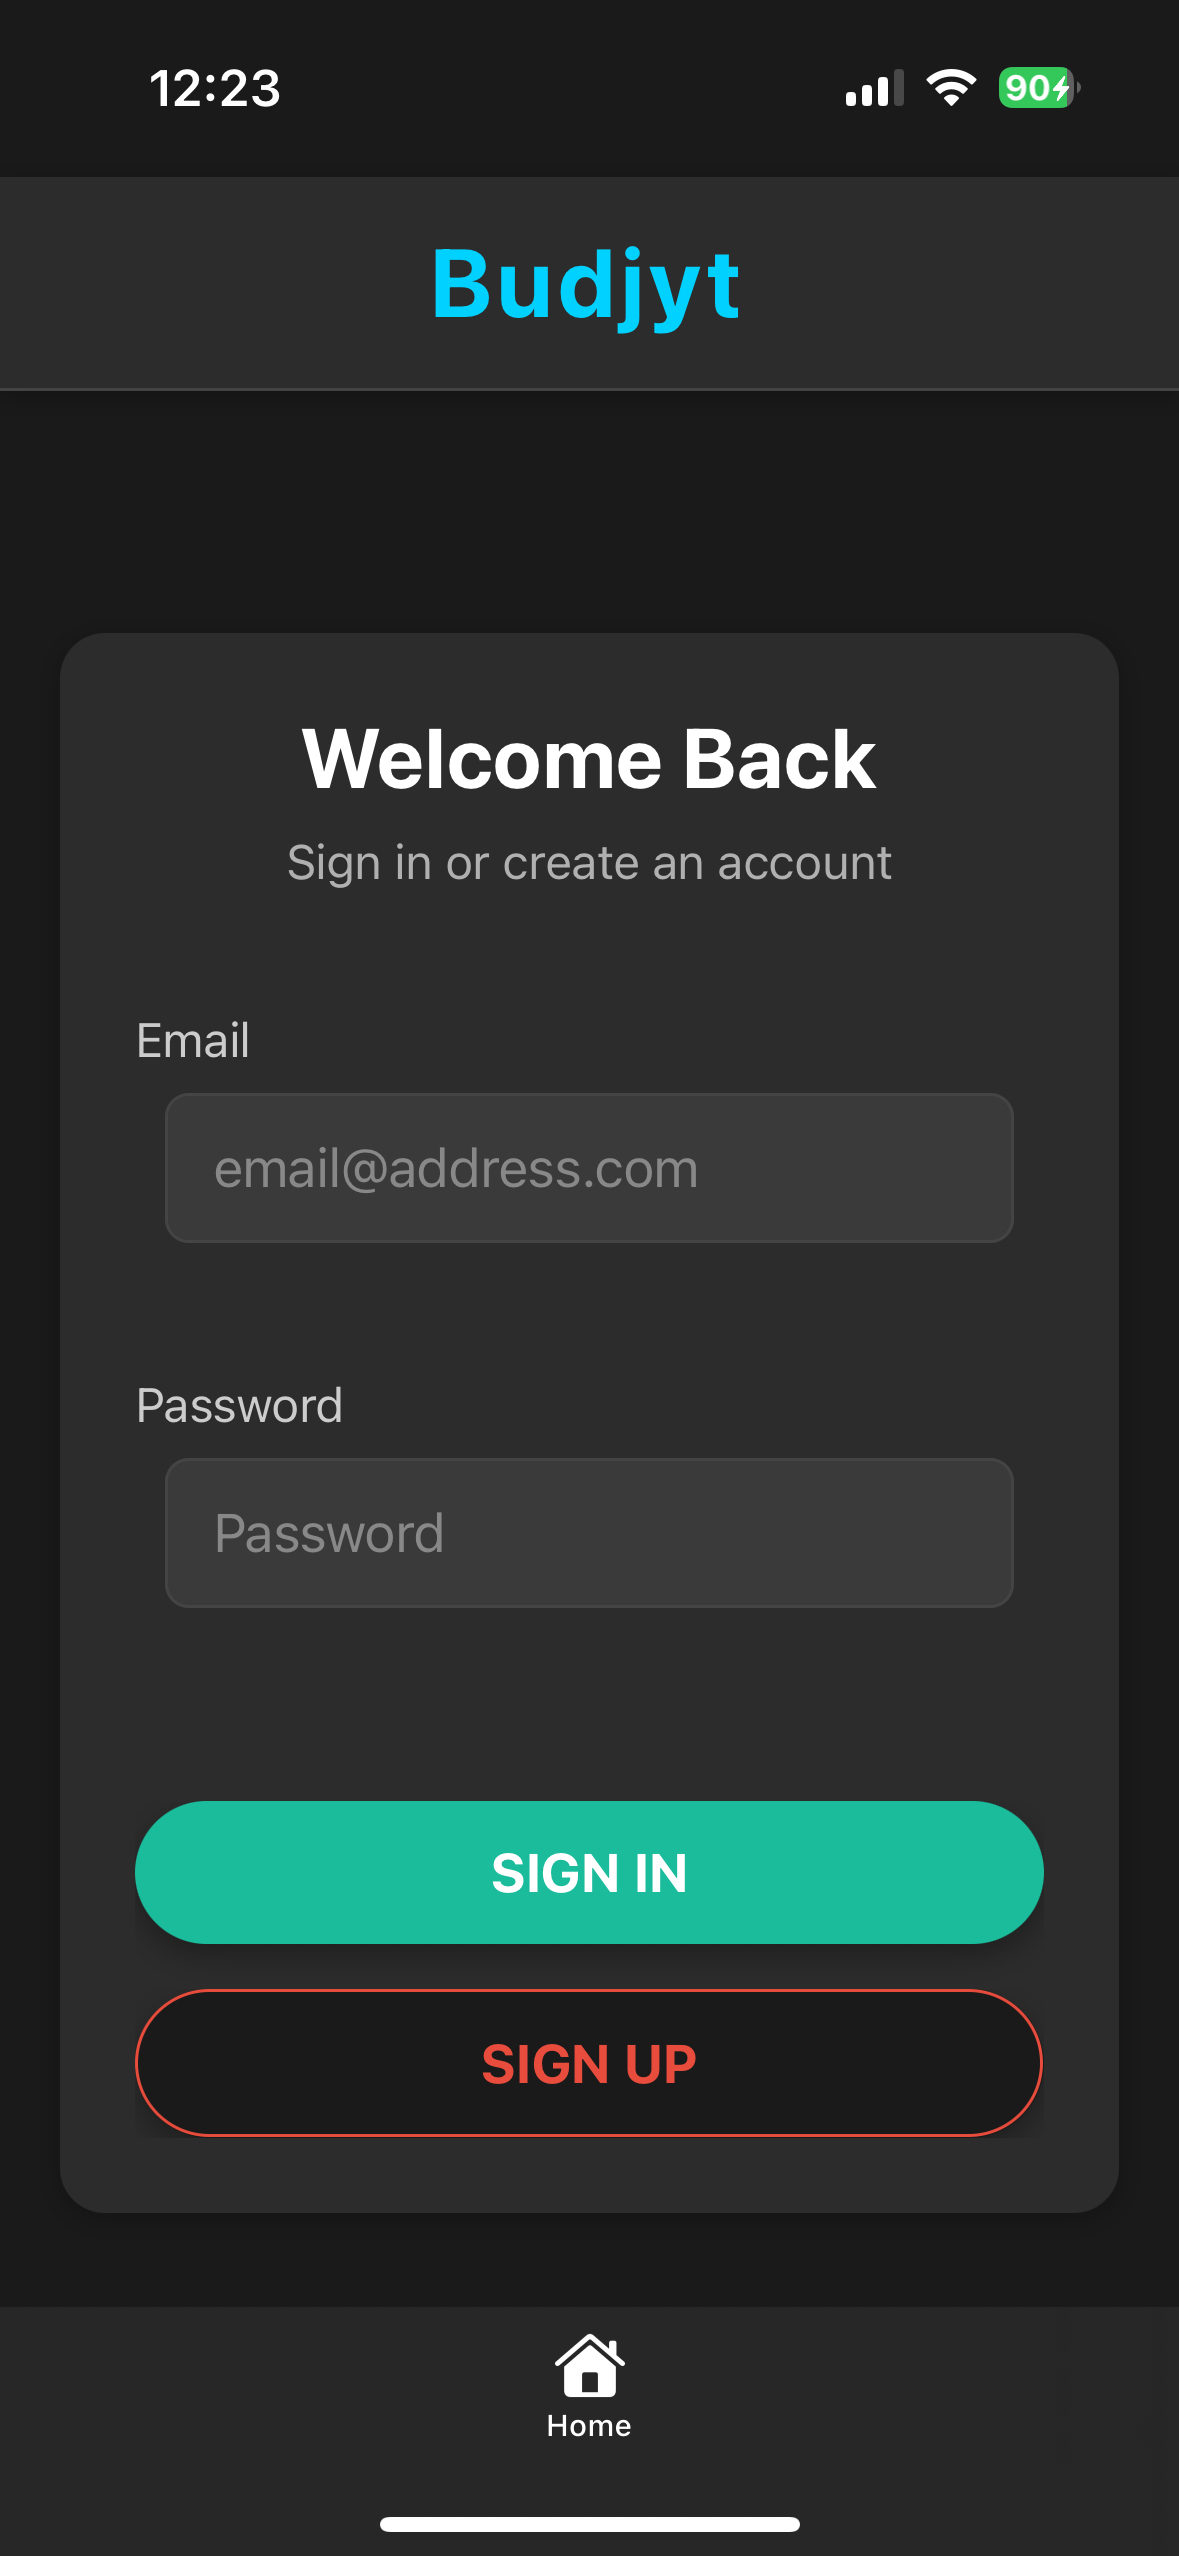 12:23
90
Budjyt
Welcome Back
Sign in or create an account
Email
email@address.com
Password
Password
SIGN IN
SIGN UP
Home